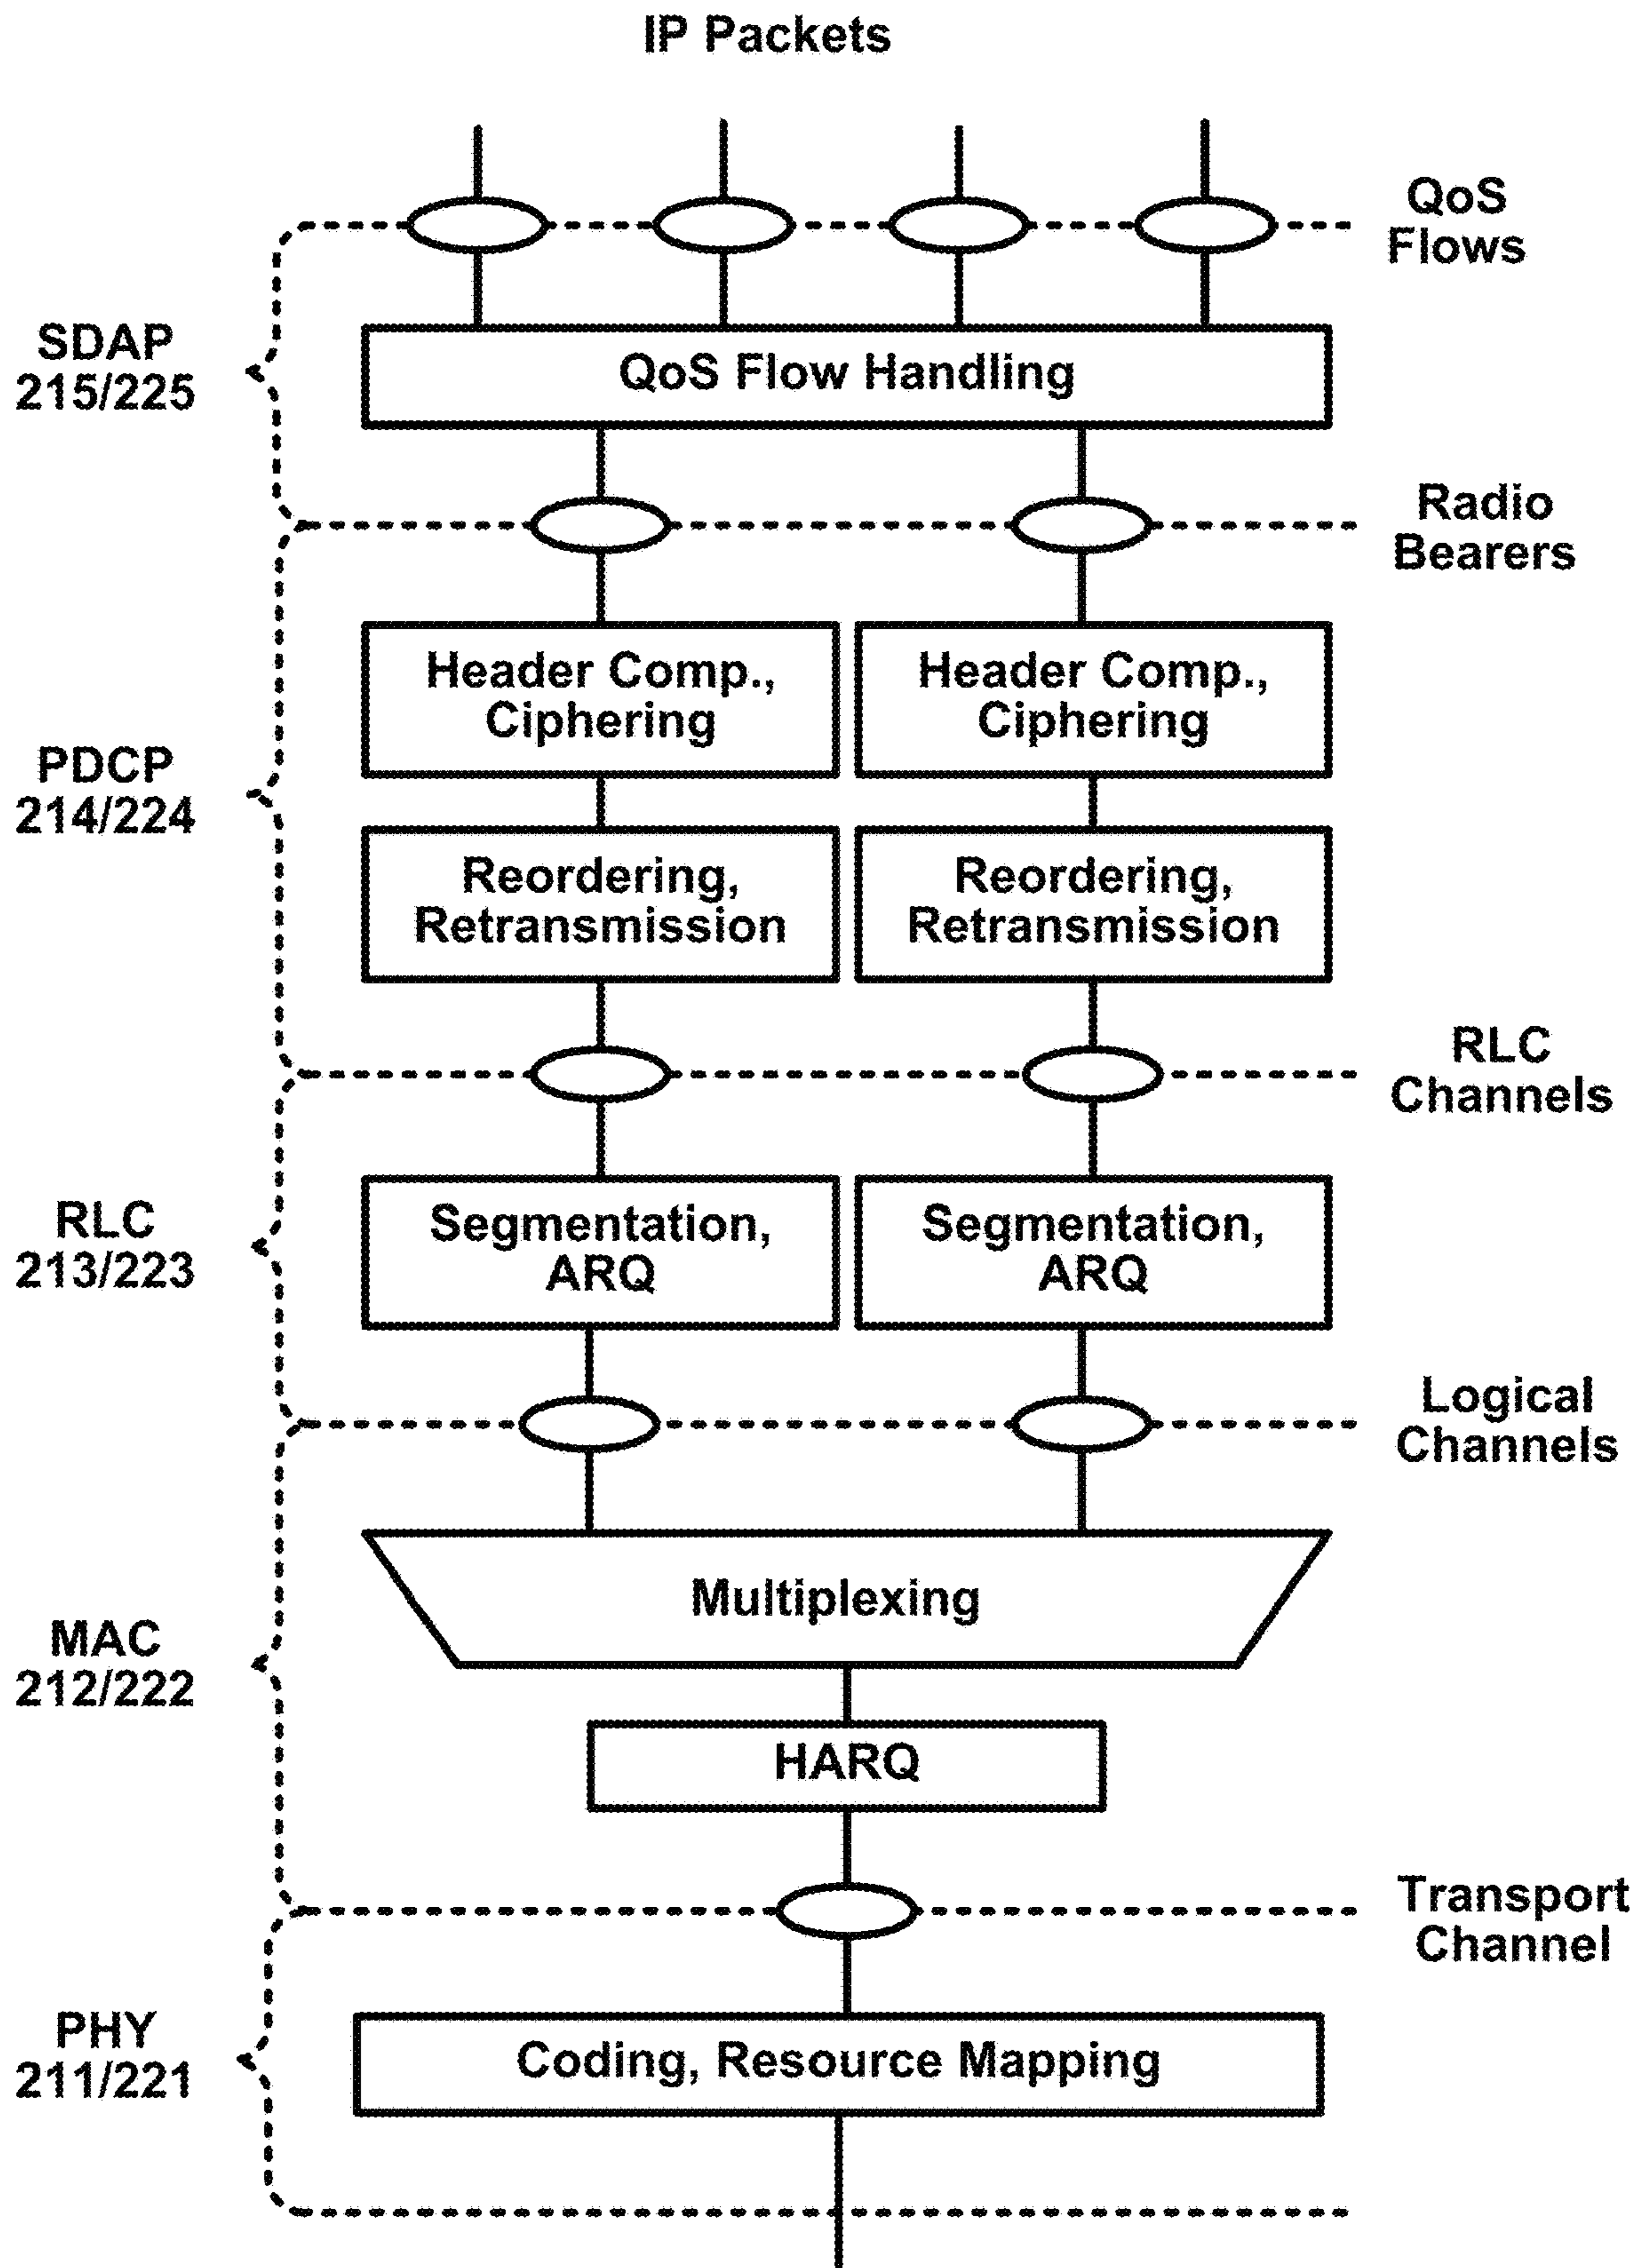 IP Packets
QoS
Flows
SDAP
215/225
QoS Flow Handling
Radio
Bearers
Header Comp.,
Ciphering
Header Comp.,
Ciphering
PDCP
214/224
Reordering,
Retransmission
Reordering,
Retransmission
RLC
Channels
RLC
213/223
Segmentation,
ARQ
Segmentation,
ARQ
Logical
Channels
Multiplexing
MAC
212/222
HARQ
Transport
Channel
PHY
211/221
Coding, Resource Mapping